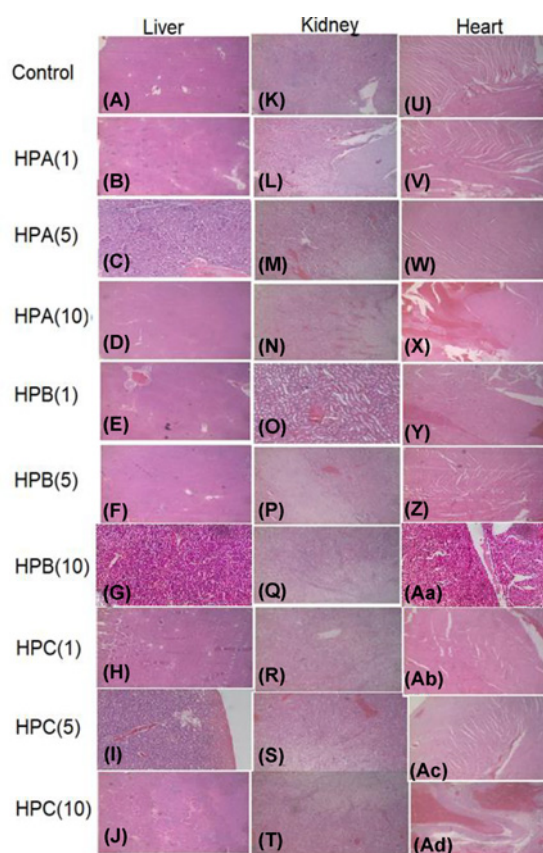 Liver Kidney Heart
Control (A) (K) (U)
HPA(1) (B) (L) (V)
HPA(5) (C) (M) (W)
HPA(10) (D) (N) (X)
HPB(1) (E) (O) (Y)
HPB(5) (F) (P) (Z)
HPB(10) (G) (Q) (Aa)
HPC(1) (H) (R) (Ab)
HPC(5) (I) (S) (Ac)
HPC(10) (J) (T) (Ad)